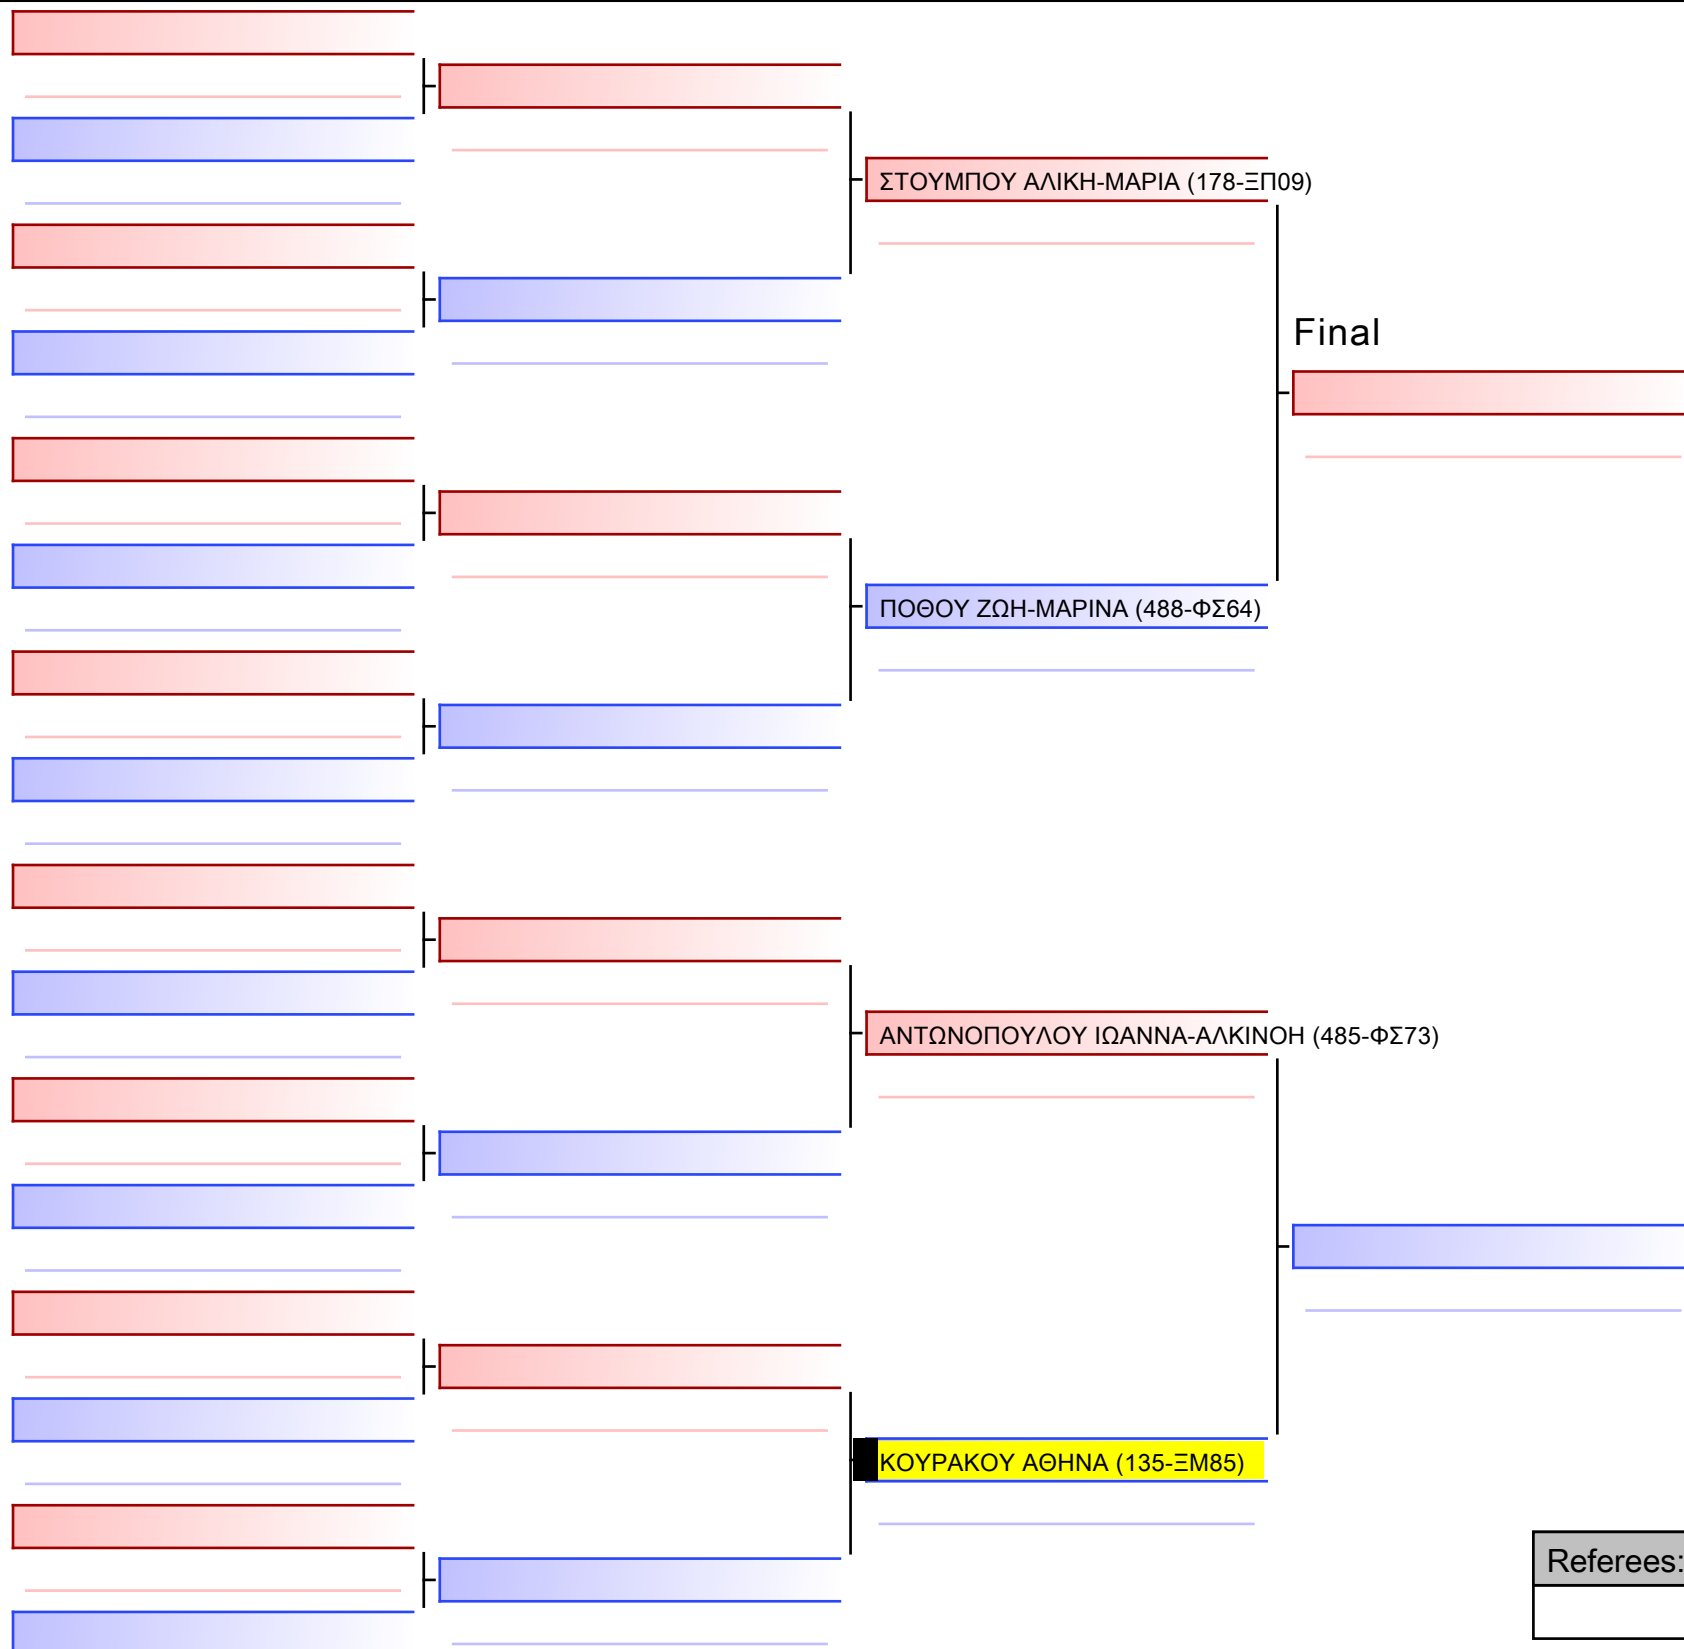 ΣΤΟΥΜΠΟΥ ΑΛΙΚΗ-ΜΑΡΙΑ (178-ΞΠ09)
Final
ΠΟΘΟΥ ΖΩΗ-ΜΑΡΙΝΑ (488-ΦΣ64)
ΑΝΤΩΝΟΠΟΥΛΟΥ ΙΩΑΝΝΑ-ΑΛΚΙΝΟΗ (485-ΦΣ73)
ΚΟΥΡΑΚΟΥ ΑΘΗΝΑ (135-ΞΜ85)
Referees: